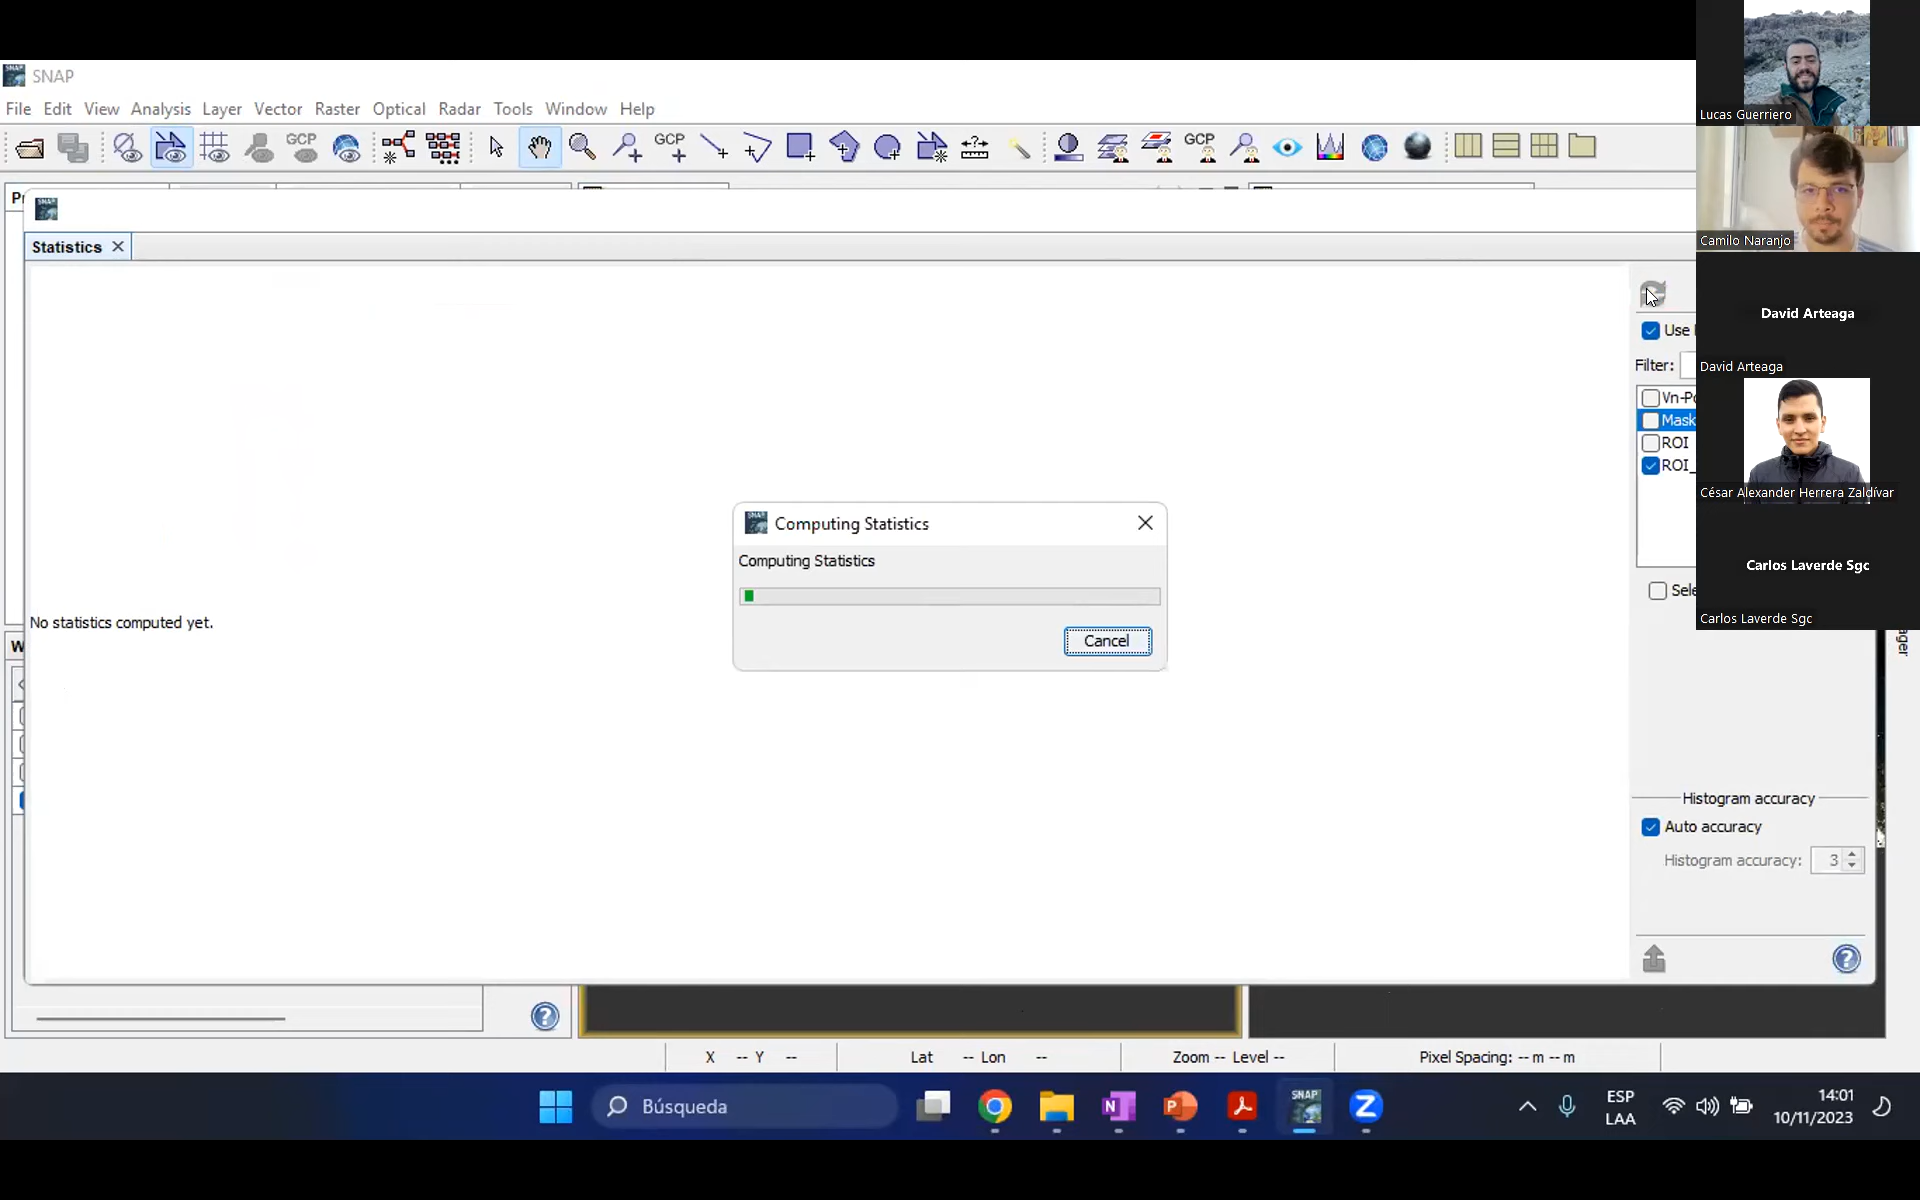 SNAP
File Edit View Analysis Layer Vector Raster Optical Radar Tools Window Help
GCP GCP GCP
Statistics
Use
Filter:
Mask
ROI
ROI_
No statistics computed yet.
Computing Statistics
Computing Statistics
Cancel
Histogram accuracy
Auto accuracy
Histogram accuracy: 3
X -- Y -- Lat -- Lon -- Zoom -- Level -- Pixel Spacing: -- m -- m
Búsqueda
SNAP
ESP
LAA
14:01
10/11/2023
Lucas Guerriero
Camilo Naranjo
David Arteaga
David Arteaga
César Alexander Herrera Zaldívar
Carlos Laverde Sgc
Carlos Laverde Sgc